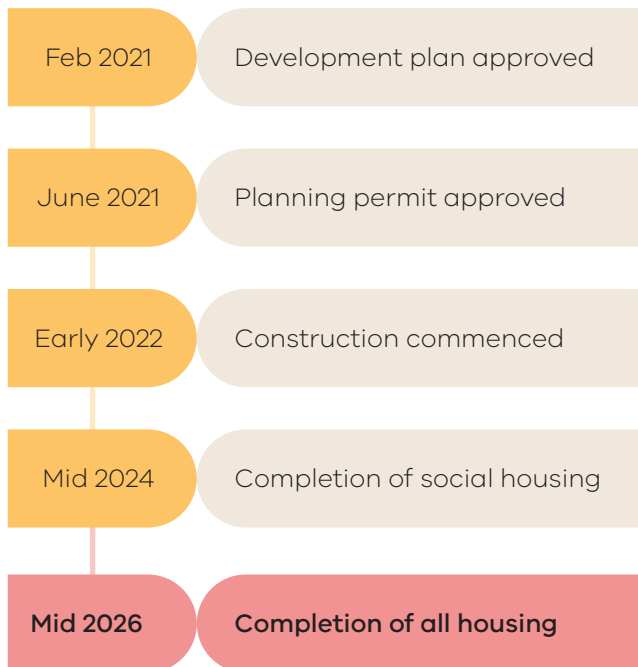 Feb 2021 Development plan approved
June 2021 Planning permit approved
Early 2022 Construction commenced
Mid 2024 Completion of social housing
Mid 2026 Completion of all housing